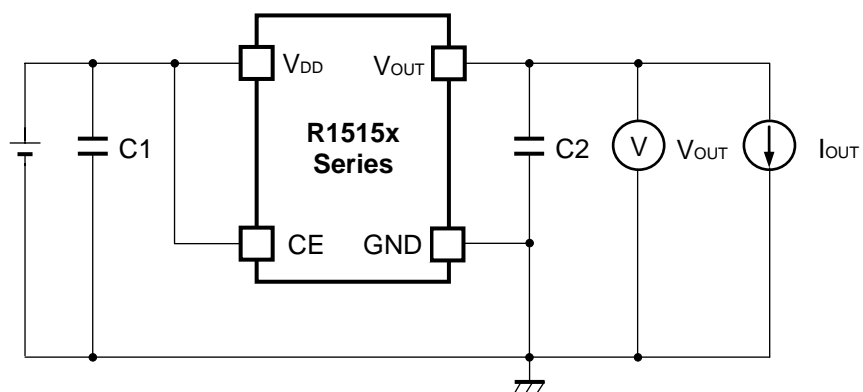 VDD
VOUT
R1515x
Series
C1
C2
V
VOUT
IOUT
CE
GND